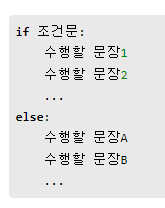 if 조건문:
    수행할 문장1
    수행할 문장2
    ...
else:
    수행할 문장A
    수행할 문장B
    ...